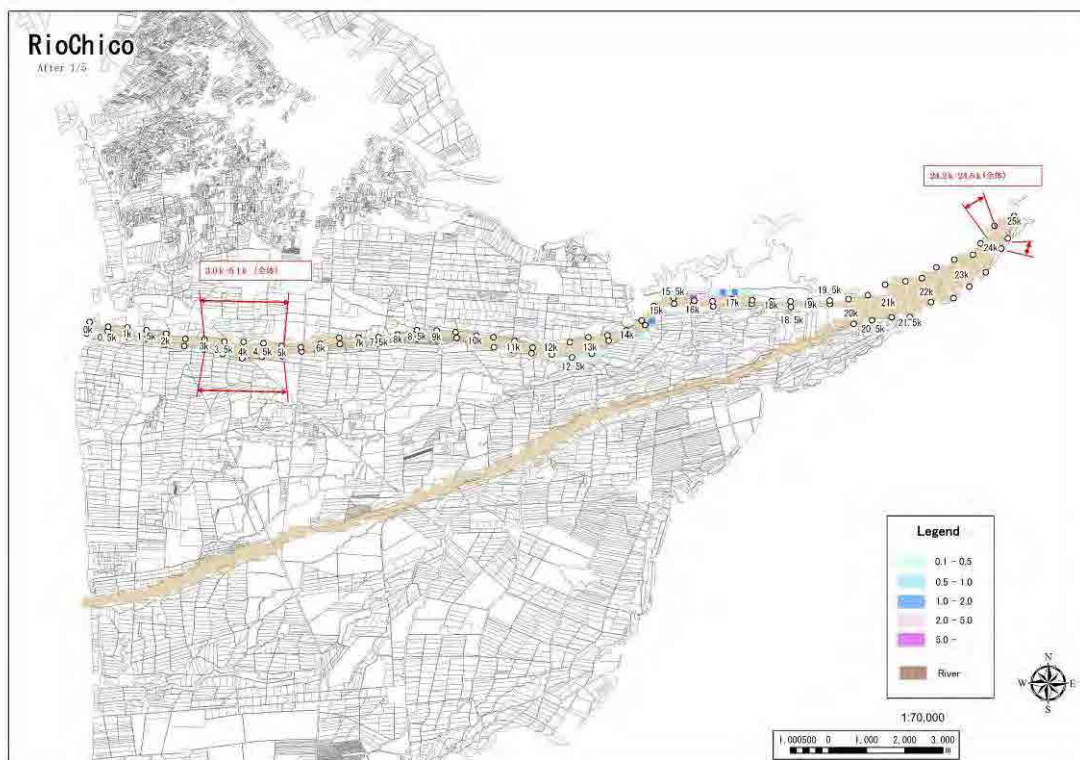 RioChico
After 1/5
24.2k-24.5k(全体)
3.0k-5.1k (全体)
0k
0.5k
1k
1.5k
2k
3k
3.5k
4k
4.5k
5k
6k
7k
7.5k
8k
8.5k
9k
10k
11k
12k
12.5k
13k
14k
15k
15.5k
16k
17k
18k
18.5k
19k
19.5k
20k
20.5k
21k
21.5k
22k
23k
24k
25k
Legend
0.1 - 0.5
0.5 - 1.0
1.0 - 2.0
2.0 - 5.0
5.0 -
River
N
W E
S
1:70,000
1,000500 0 1,000 2,000 3,000